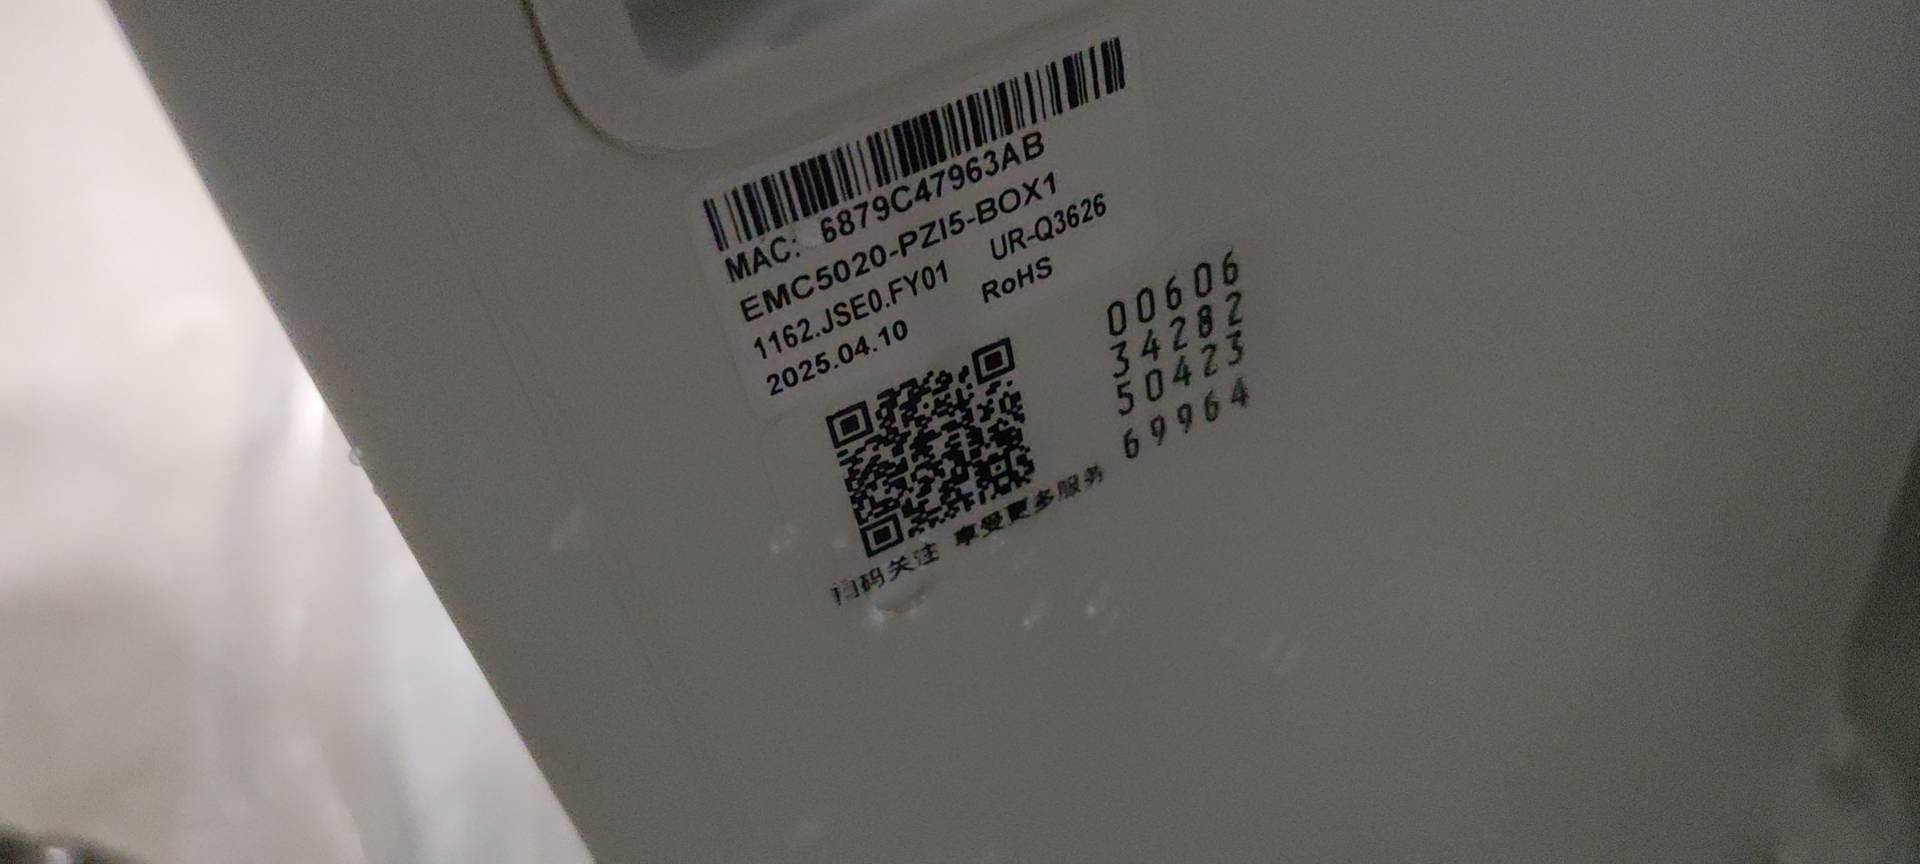 MAC: 6879C47963AB
EMC5020-PZI5-BOX1
1162.JSE0.FY01 UR-Q3626
2025.04.10 RoHS
00606
34282
50423
69964
扫码关注 享受更多服务